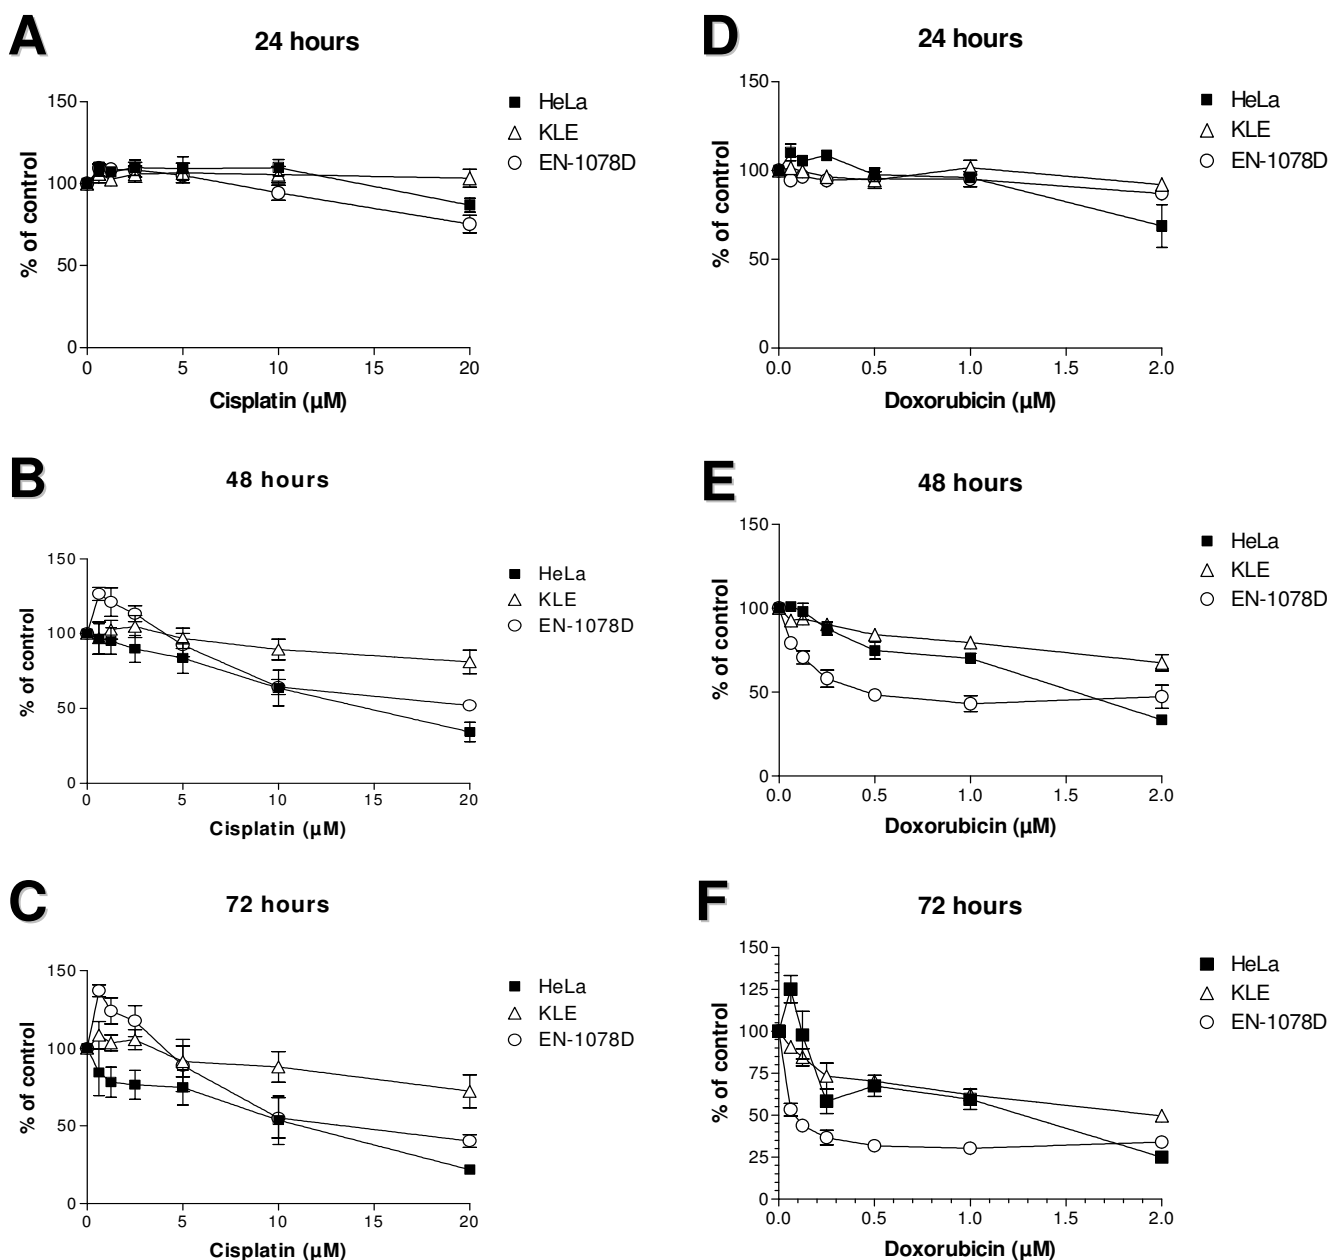 A
24 hours
HeLa
KLE
EN-1078D
% of control
150
100
50
0
0 5 10 15 20
Cisplatin (µM)
D
24 hours
HeLa
KLE
EN-1078D
% of control
150
100
50
0
0.0 0.5 1.0 1.5 2.0
Doxorubicin (µM)
B
48 hours
HeLa
KLE
EN-1078D
% of control
150
100
50
0
0 5 10 15 20
Cisplatin (µM)
E
48 hours
HeLa
KLE
EN-1078D
% of control
150
100
50
0
0.0 0.5 1.0 1.5 2.0
Doxorubicin (µM)
C
72 hours
HeLa
KLE
EN-1078D
% of control
150
100
50
0
0 5 10 15 20
Cisplatin (µM)
F
72 hours
HeLa
KLE
EN-1078D
% of control
150
125
100
75
50
25
0
0.0 0.5 1.0 1.5 2.0
Doxorubicin (µM)